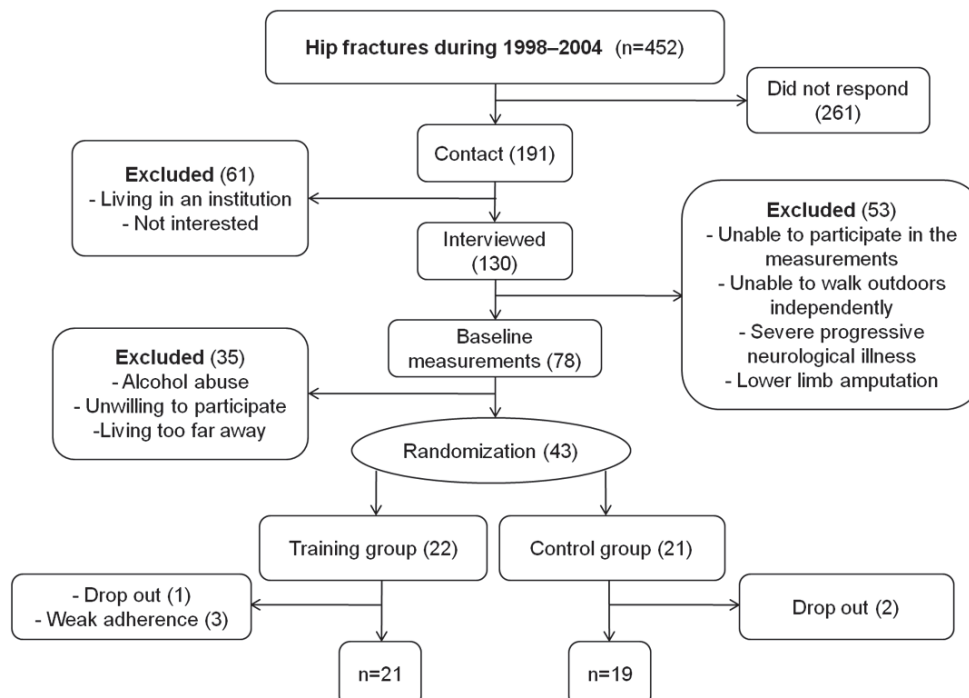 Hip fractures during 1998–2004 (n=452)
Did not respond
(261)
Contact (191)
Excluded (61)
- Living in an institution
- Not interested
Interviewed
(130)
Excluded (53)
- Unable to participate in the
measurements
- Unable to walk outdoors
independently
- Severe progressive
neurological illness
- Lower limb amputation
Baseline
measurements (78)
Excluded (35)
- Alcohol abuse
- Unwilling to participate
-Living too far away
Randomization (43)
Training group (22)
Control group (21)
- Drop out (1)
- Weak adherence (3)
Drop out (2)
n=21
n=19